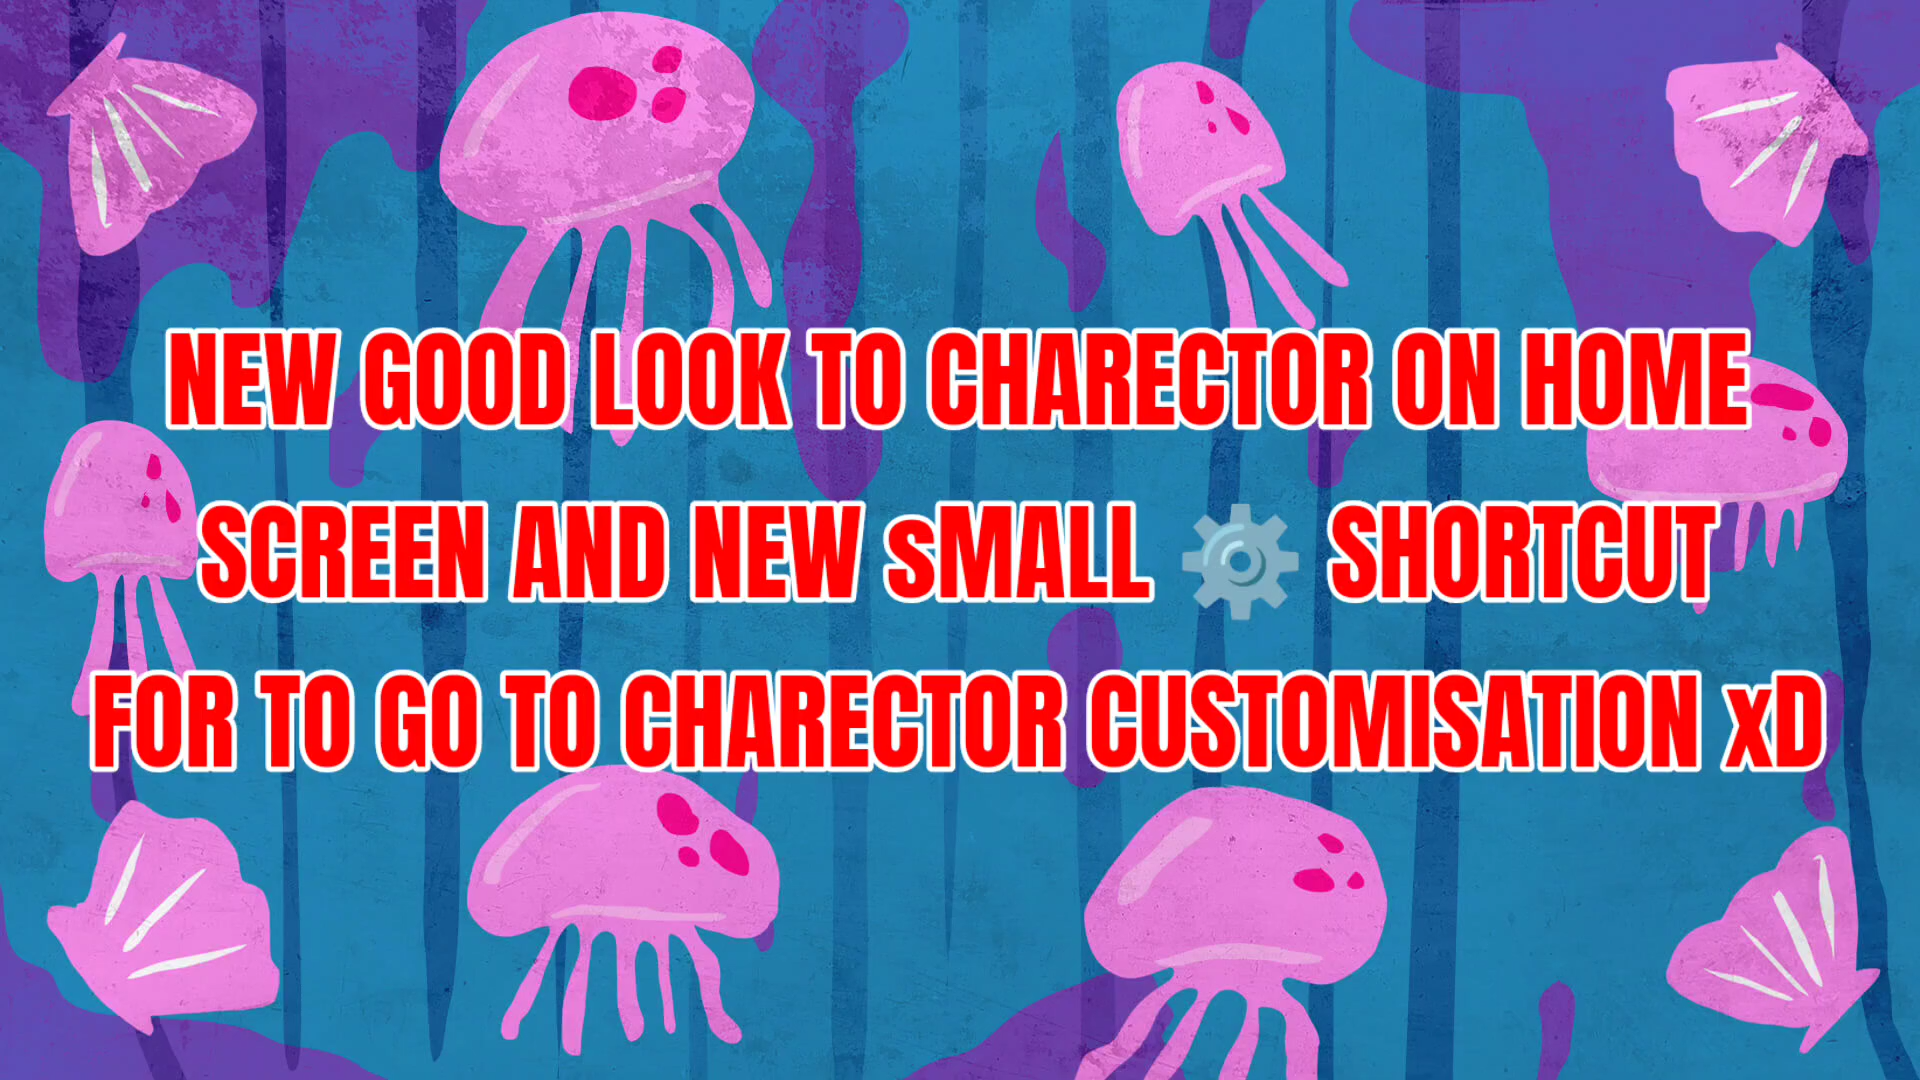 NEW GOOD LOOK TO CHARECTOR ON HOME
SCREEN AND NEW sMALL ⚙️ SHORTCUT
FOR TO GO TO CHARECTOR CUSTOMISATION xD